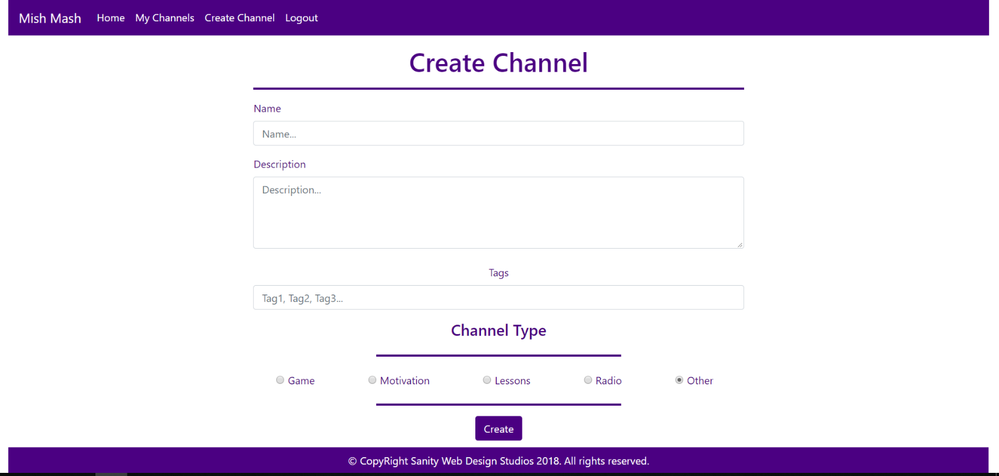 Mish Mash Home My Channels Create Channel Logout
Create Channel
Name
Name...
Description
Description...
Tags
Tag1, Tag2, Tag3...
Channel Type
Game Motivation Lessons Radio Other
Create
© CopyRight Sanity Web Design Studios 2018. All rights reserved.